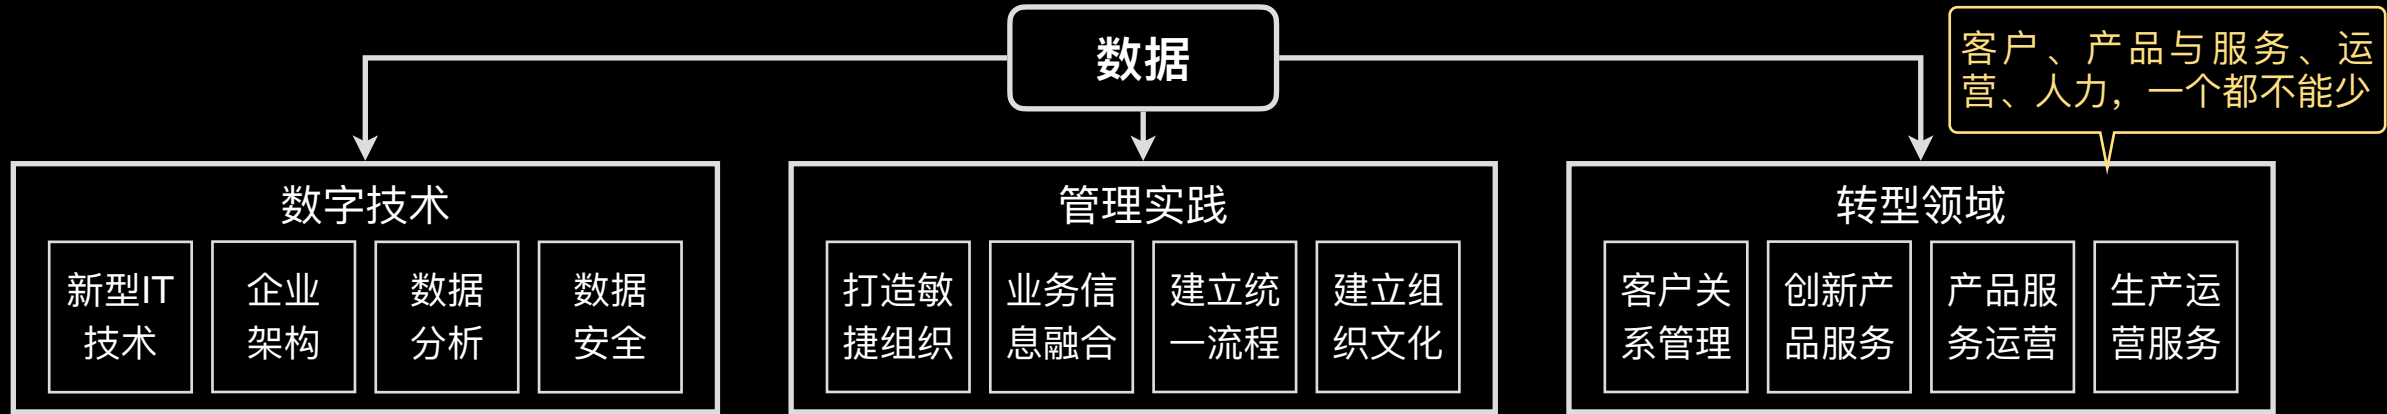 数据
客户、产品与服务、运
营、人力，一个都不能少
数字技术
新型IT
技术
企业
架构
数据
分析
数据
安全
管理实践
打造敏
捷组织
业务信
息融合
建立统
一流程
建立组
织文化
转型领域
客户关
系管理
创新产
品服务
产品服
务运营
生产运
营服务